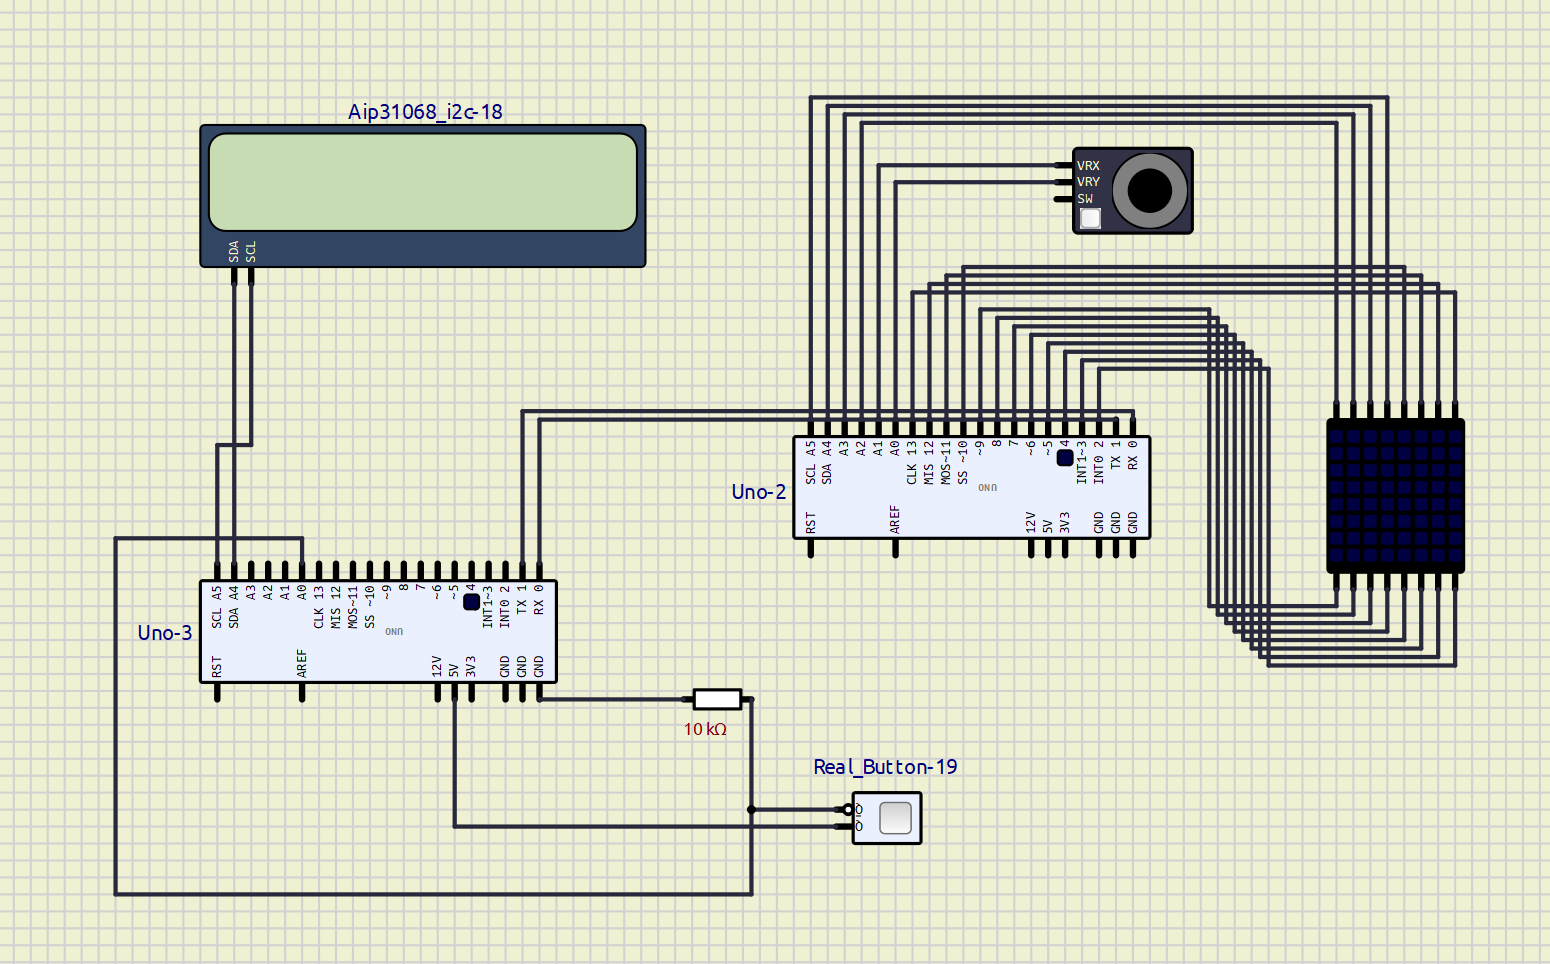 Aip31068_i2c-18
SDA
SCL
VRX
VRY
SW
Uno-2
SCL A5
SDA A4
A3
A2
A1
A0
CLK 13
MIS 12
MOS~11
SS ~10
~9
8
7
~6
~5
4
INT1~3
INT0 2
TX 1
RX 0
UNO
RST
AREF
12V
5V
3V3
GND
GND
GND
Uno-3
SCL A5
SDA A4
A3
A2
A1
A0
CLK 13
MIS 12
MOS~11
SS ~10
~9
8
7
~6
~5
4
INT1~3
INT0 2
TX 1
RX 0
UNO
RST
AREF
12V
5V
3V3
GND
GND
GND
10 kΩ
Real_Button-19